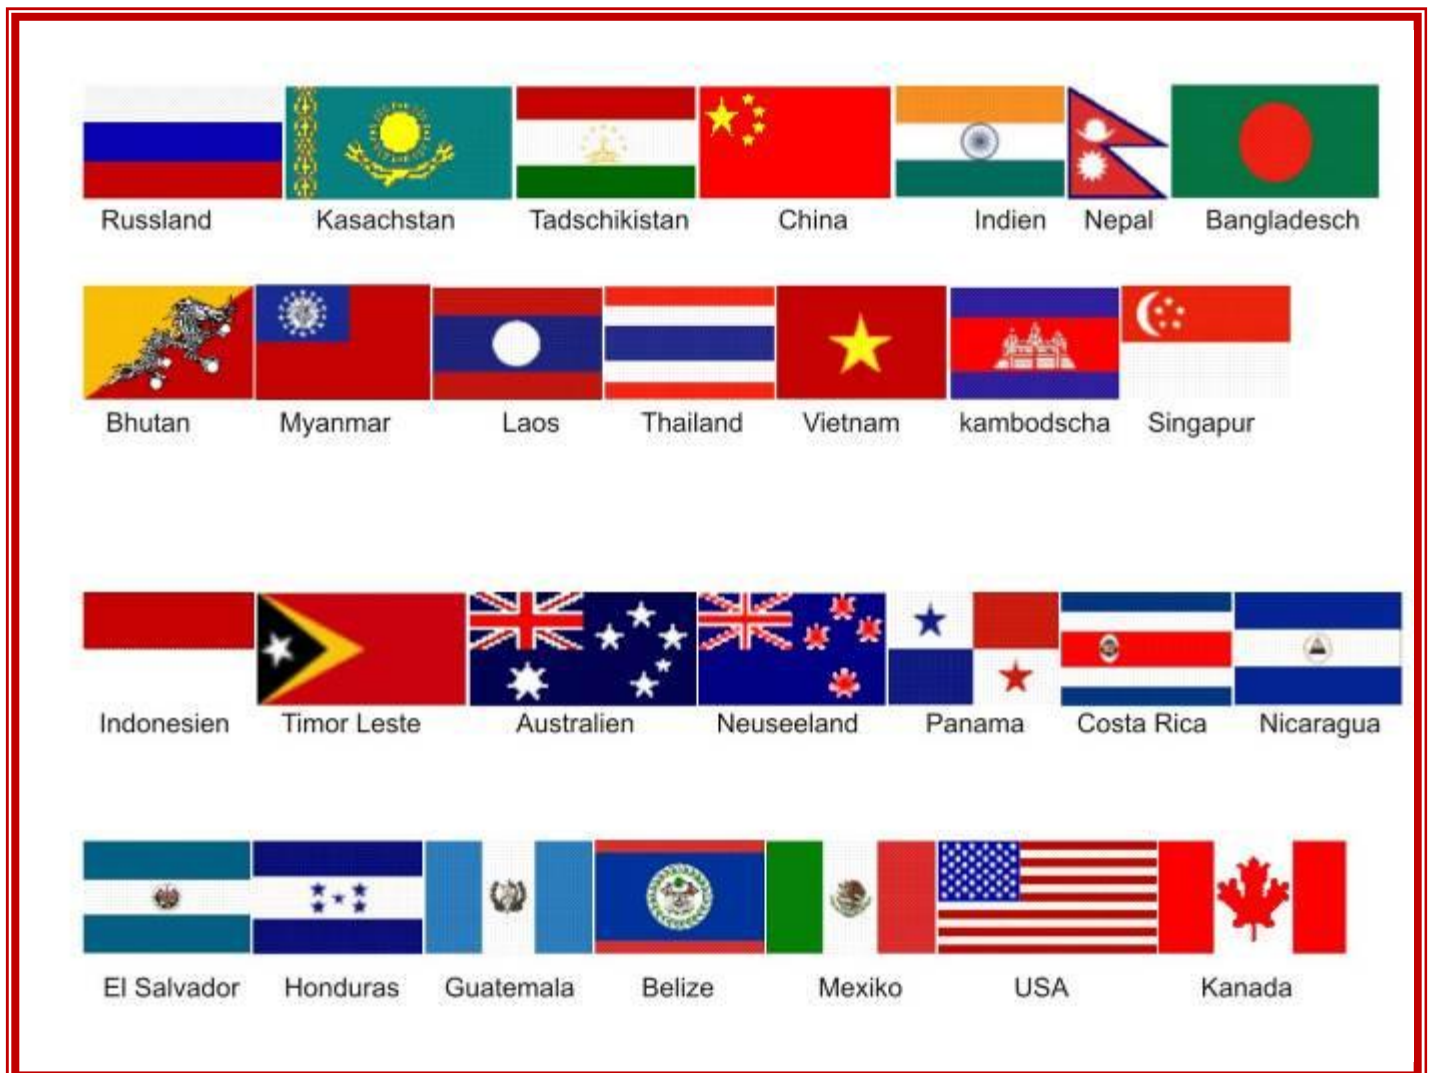 Russland Kasachstan Tadschikistan China Indien Nepal Bangladesch
Bhutan Myanmar Laos Thailand Vietnam kambodscha Singapur
Indonesien Timor Leste Australien Neuseeland Panama Costa Rica Nicaragua
El Salvador Honduras Guatemala Belize Mexiko USA Kanada